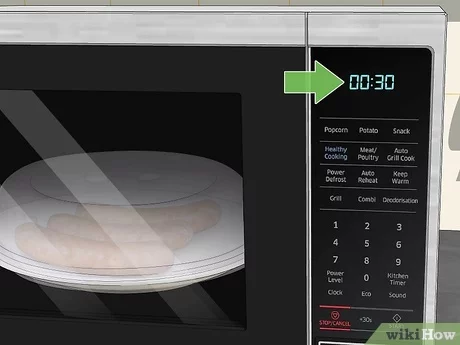 00:30
Popcorn Potato Snack
Healthy Cooking Meat/Poultry Auto Grill Cook
Power Defrost Auto Reheat Keep Warm
Grill Combi Deodorisation
1 2 3
4 5 6
7 8 9
Power Level 0 Kitchen Timer
Clock Eco Sound
STOP/CANCEL +30s START
wikiHow